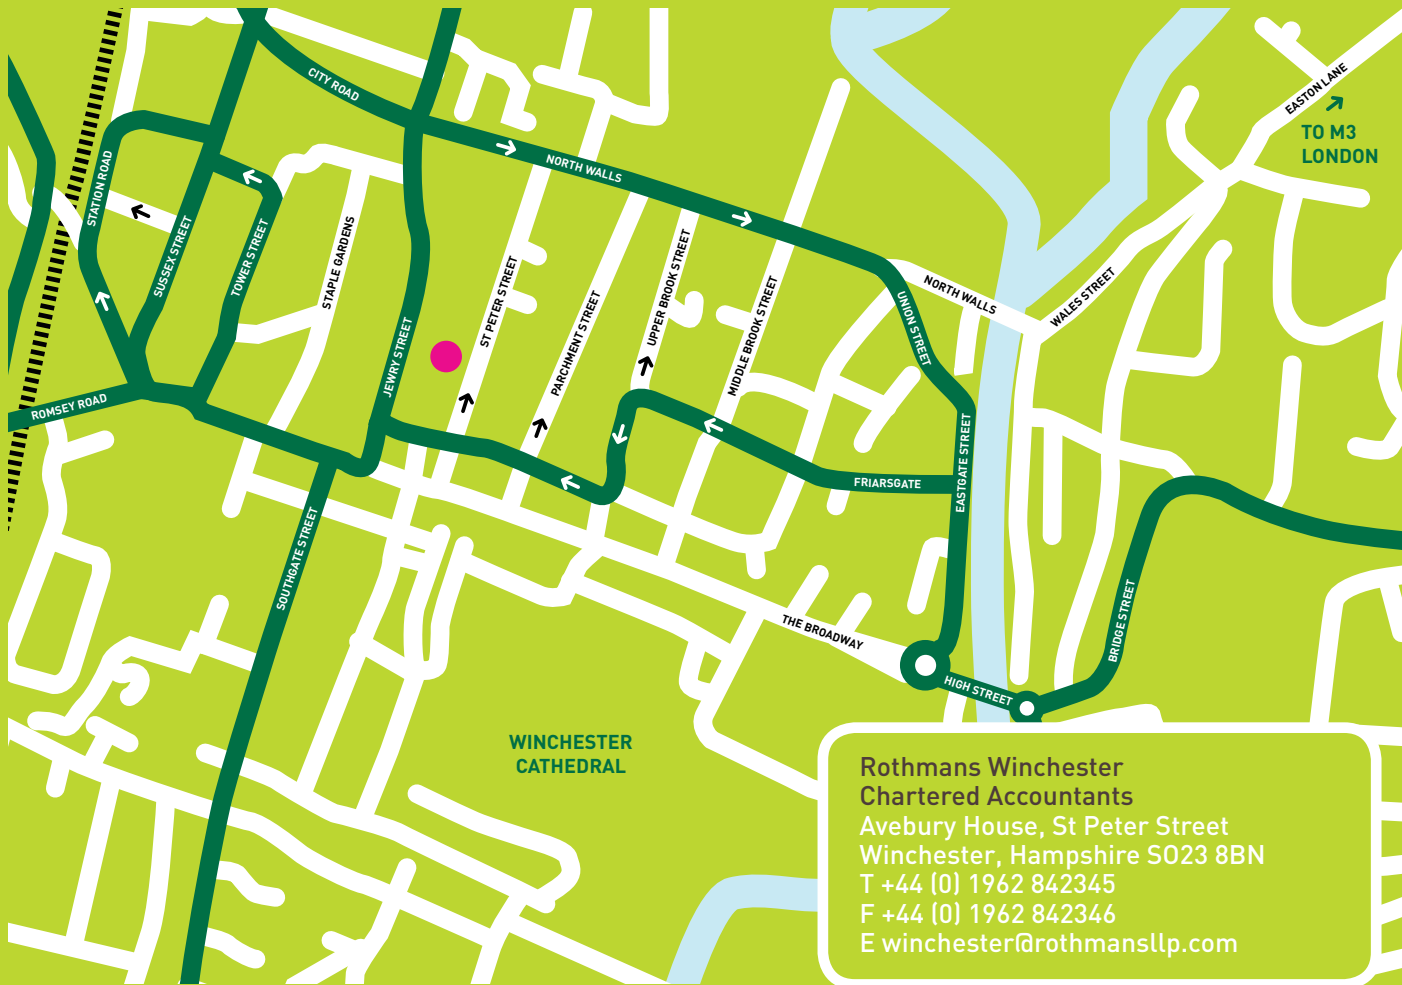 CITY ROAD
EASTON LANE
TO M3
LONDON
NORTH WALLS
STATION ROAD
SUSSEX STREET
TOWER STREET
STAPLE GARDENS
JEWRY STREET
ST PETER STREET
PARCHMENT STREET
UPPER BROOK STREET
MIDDLE BROOK STREET
UNION STREET
NORTH WALLS
WALES STREET
ROMSEY ROAD
FRIARSGATE
EASTGATE STREET
SOUTHGATE STREET
THE BROADWAY
BRIDGE STREET
HIGH STREET
WINCHESTER
CATHEDRAL
Rothmans Winchester
Chartered Accountants
Avebury House, St Peter Street
Winchester, Hampshire SO23 8BN
T +44 (0) 1962 842345
F +44 (0) 1962 842346
E winchester@rothmansllp.com